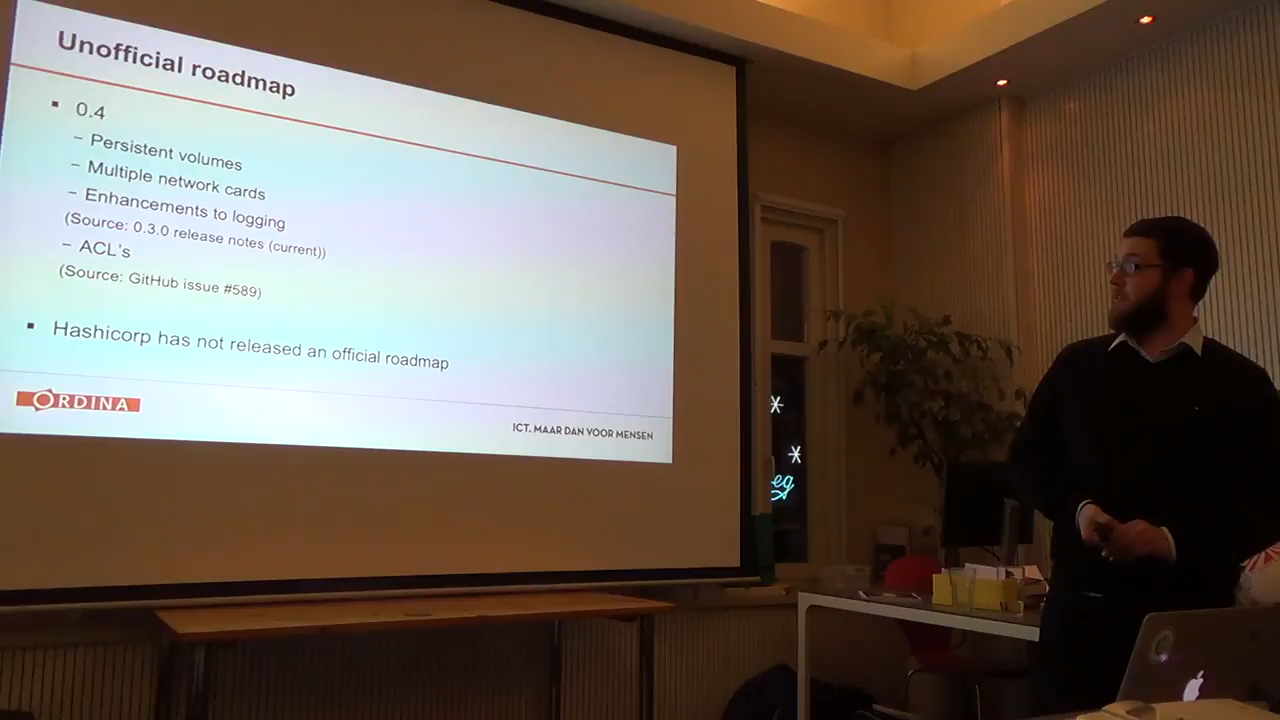 Unofficial roadmap
▪ 0.4
– Persistent volumes
– Multiple network cards
– Enhancements to logging
(Source: 0.3.0 release notes (current))
– ACL's
(Source: GitHub issue #589)
▪ Hashicorp has not released an official roadmap
ORDINA
ICT. MAAR DAN VOOR MENSEN
eg